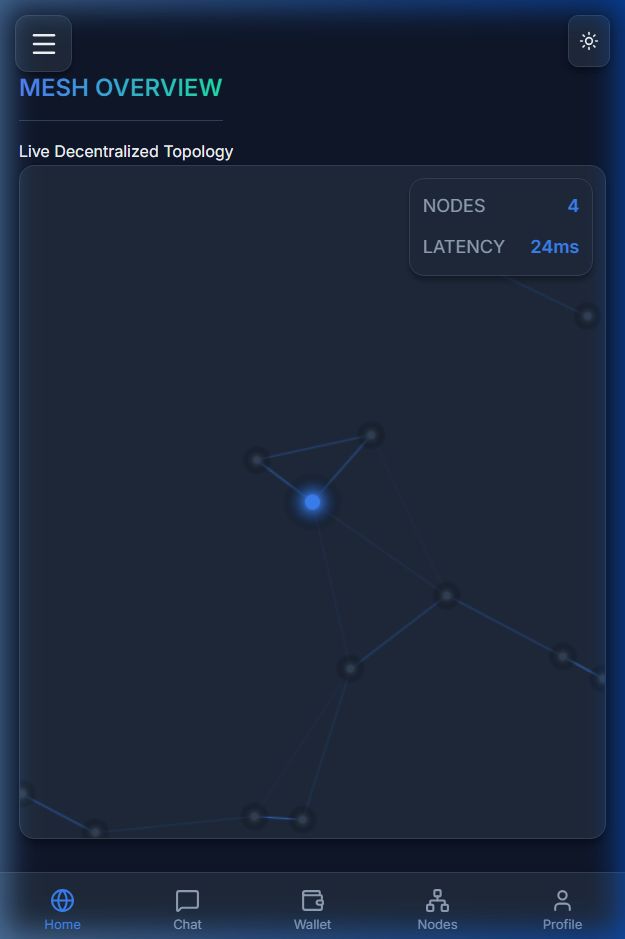 MESH OVERVIEW
Live Decentralized Topology
NODES 4
LATENCY 24ms
Home Chat Wallet Nodes Profile